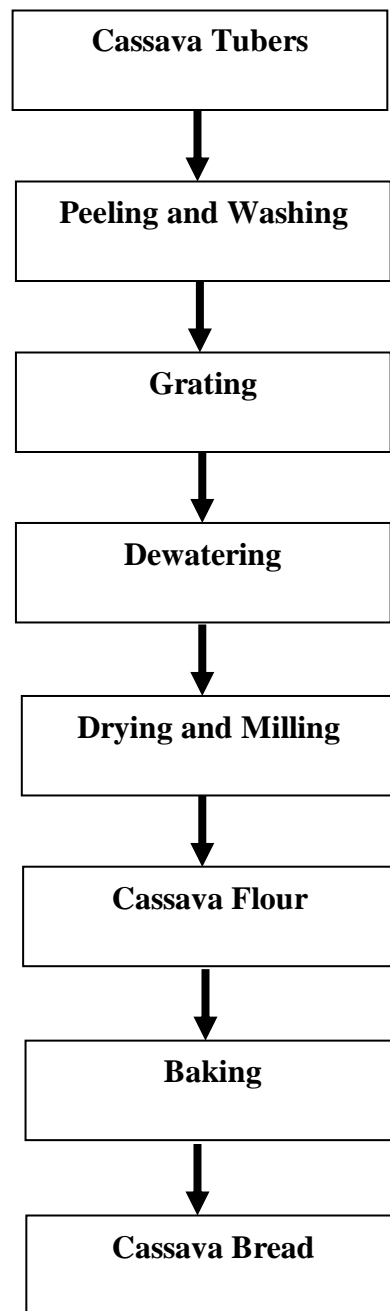 Cassava Tubers
Peeling and Washing
Grating
Dewatering
Drying and Milling
Cassava Flour
Baking
Cassava Bread